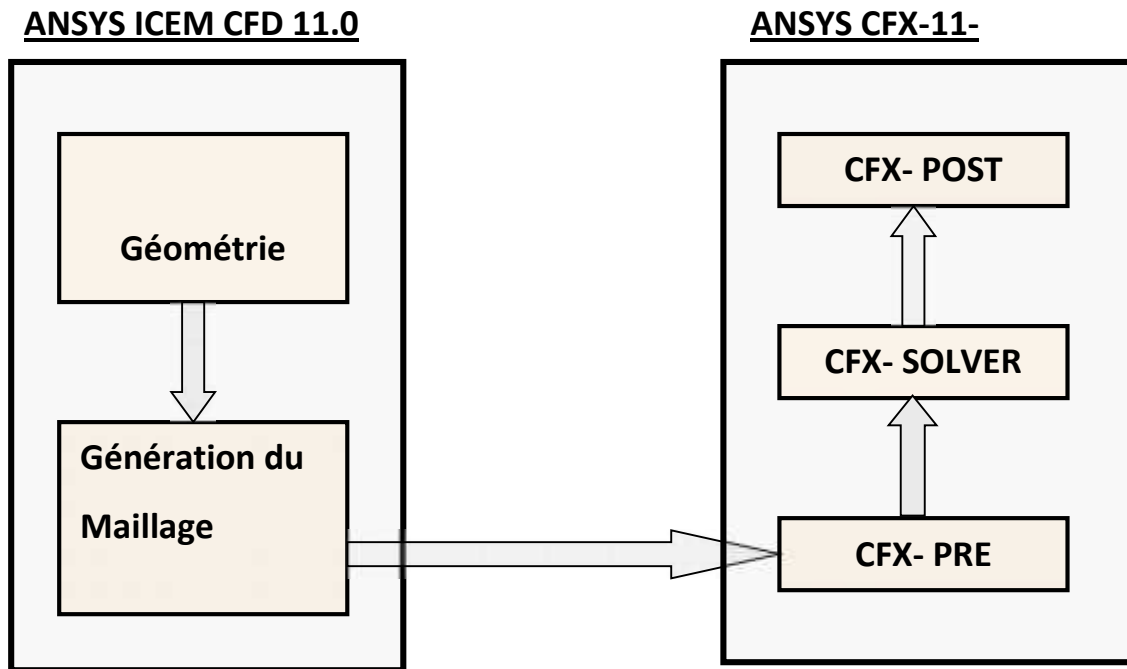 ANSYS ICEM CFD 11.0
Géométrie
Génération du
Maillage
ANSYS CFX-11-
CFX- POST
CFX- SOLVER
CFX- PRE